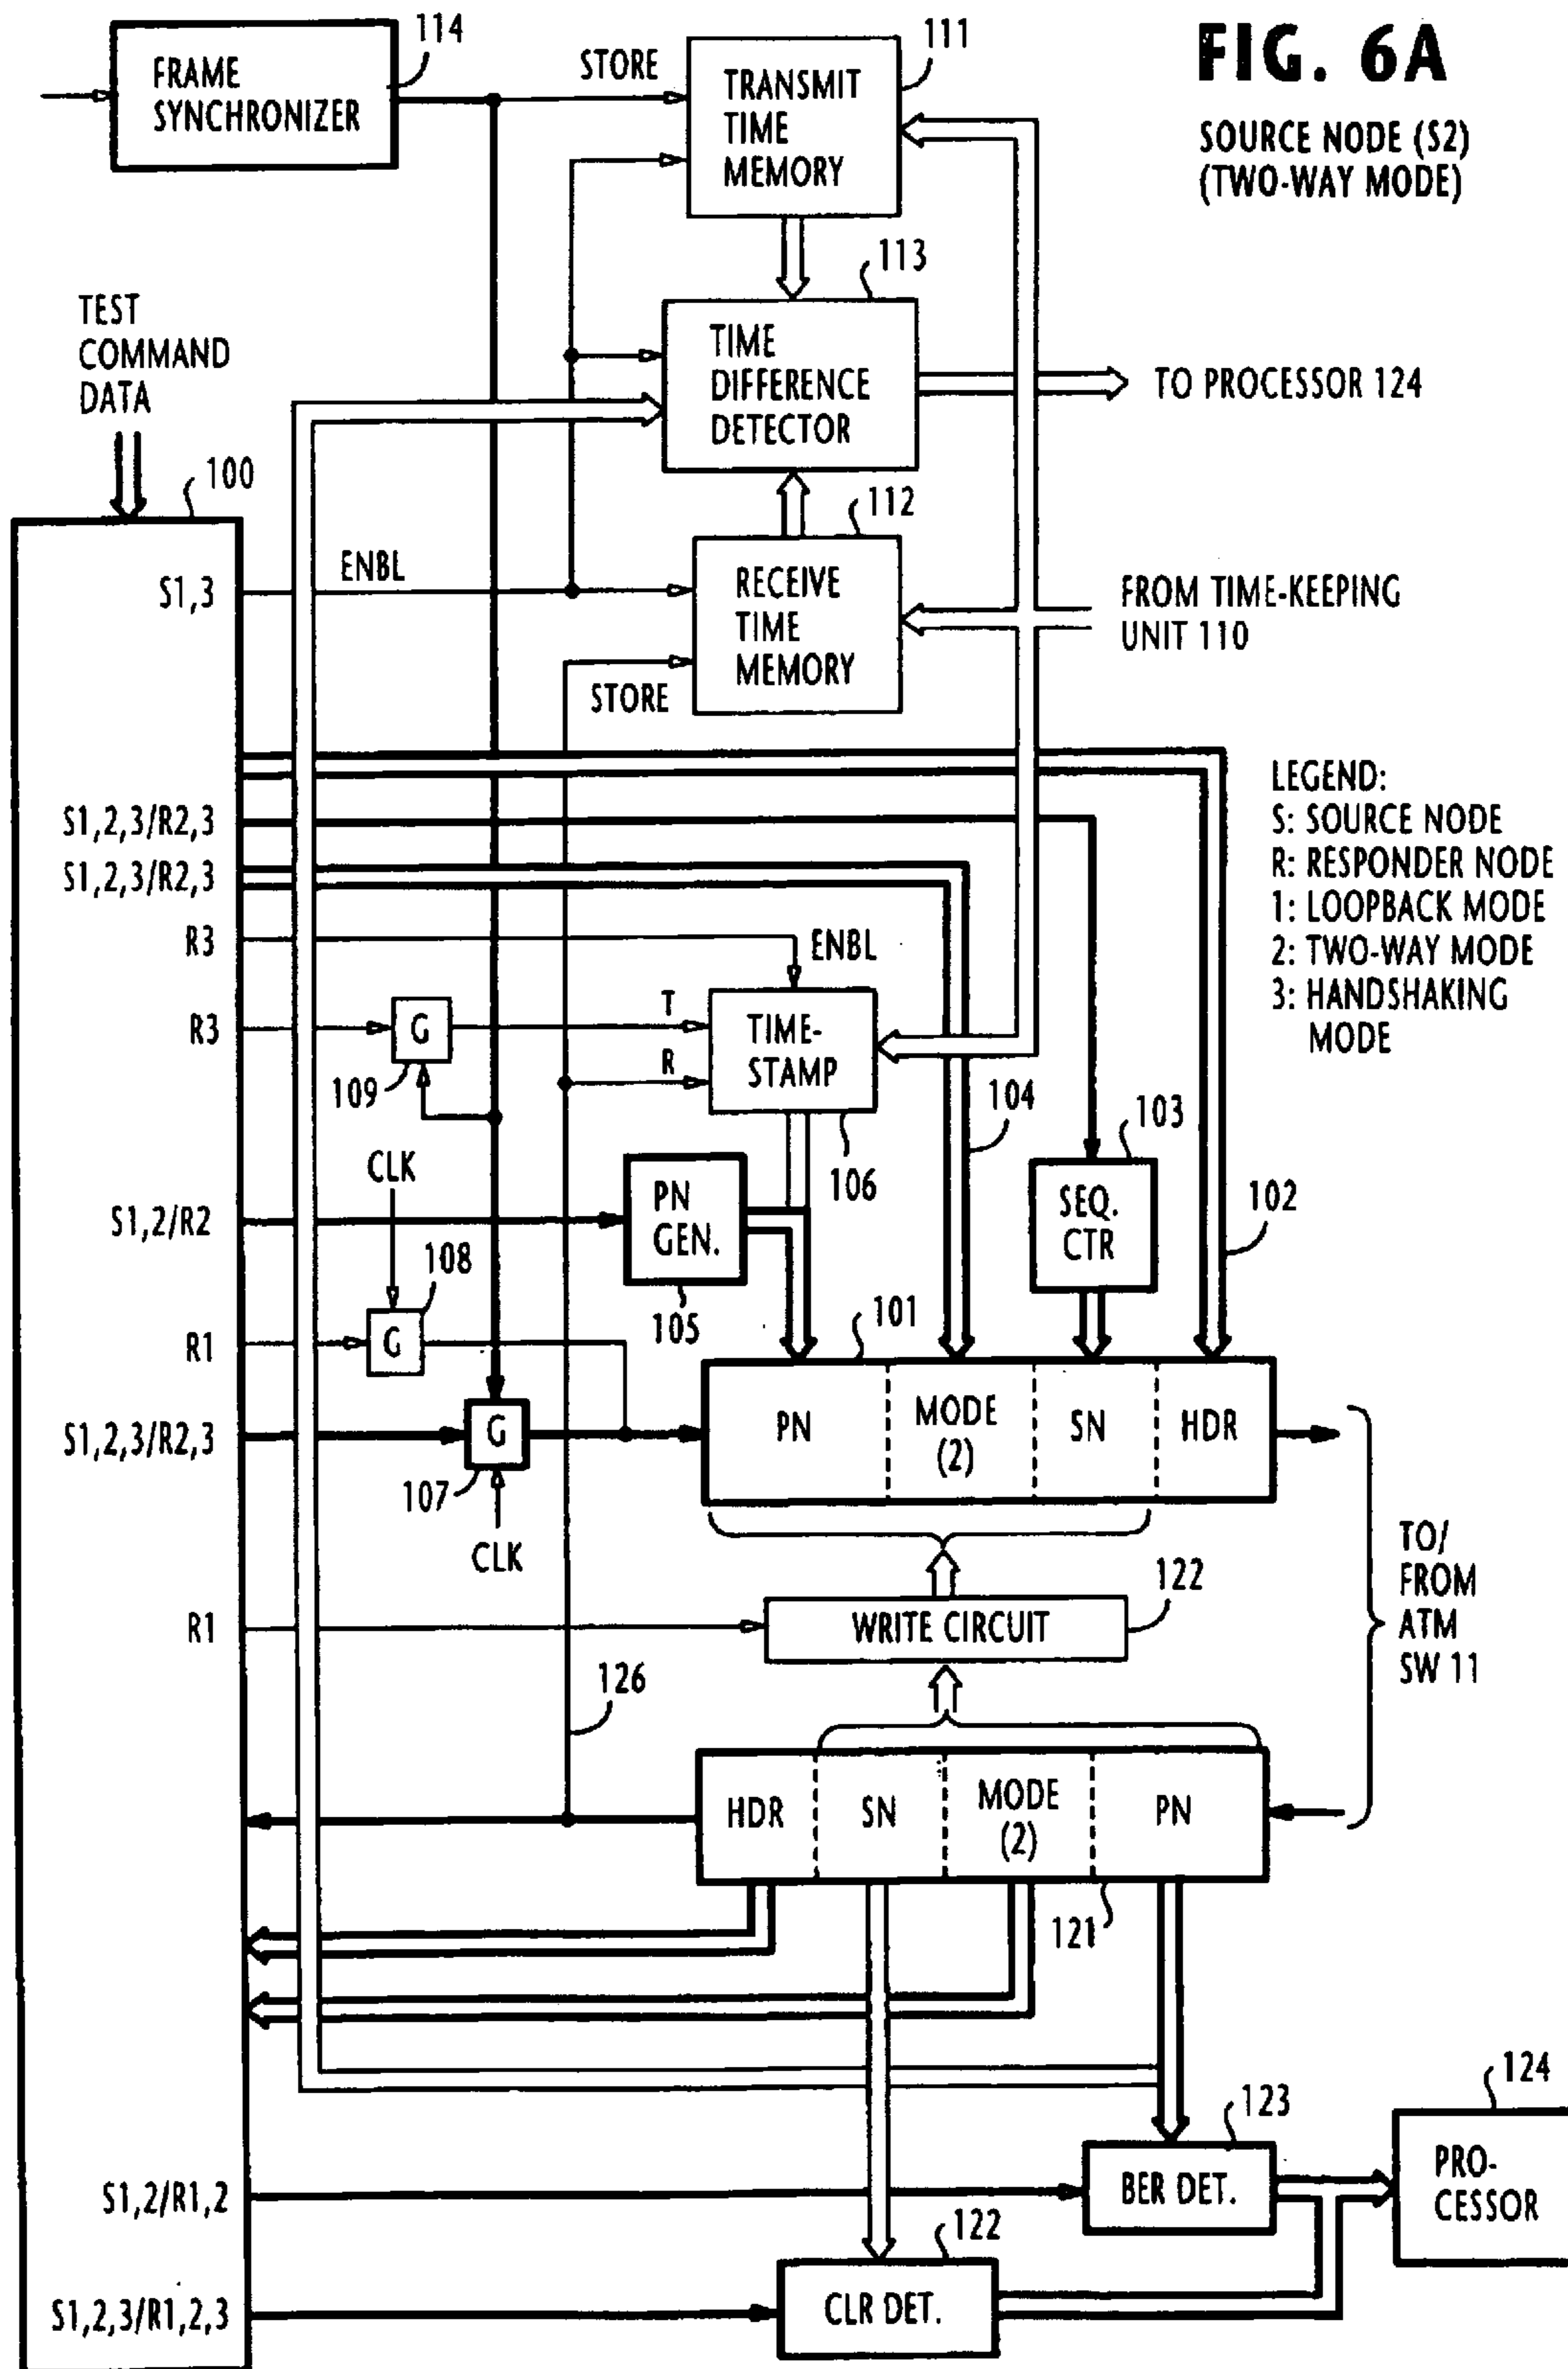 FIG. 6A
SOURCE NODE (S2)
(TWO-WAY MODE)
114
FRAME
SYNCHRONIZER
STORE
111
TRANSMIT
TIME
MEMORY
113
TIME
DIFFERENCE
DETECTOR
TO PROCESSOR 124
TEST
COMMAND
DATA
100
112
S1,3
ENBL
RECEIVE
TIME
MEMORY
STORE
FROM TIME-KEEPING
UNIT 110
LEGEND:
S: SOURCE NODE
R: RESPONDER NODE
1: LOOPBACK MODE
2: TWO-WAY MODE
3: HANDSHAKING
MODE
S1,2,3/R2,3
S1,2,3/R2,3
R3
ENBL
R3
G
109
T
R
TIME-
STAMP
106
104
103
SEQ.
CTR
102
CLK
S1,2/R2
PN
GEN.
105
108
R1
G
101
S1,2,3/R2,3
G
107
CLK
PN
MODE
(2)
SN
HDR
TO/
FROM
ATM
SW 11
R1
WRITE CIRCUIT
122
126
HDR
SN
MODE
(2)
PN
121
123
124
S1,2/R1,2
BER DET.
PRO-
CESSOR
122
S1,2,3/R1,2,3
CLR DET.